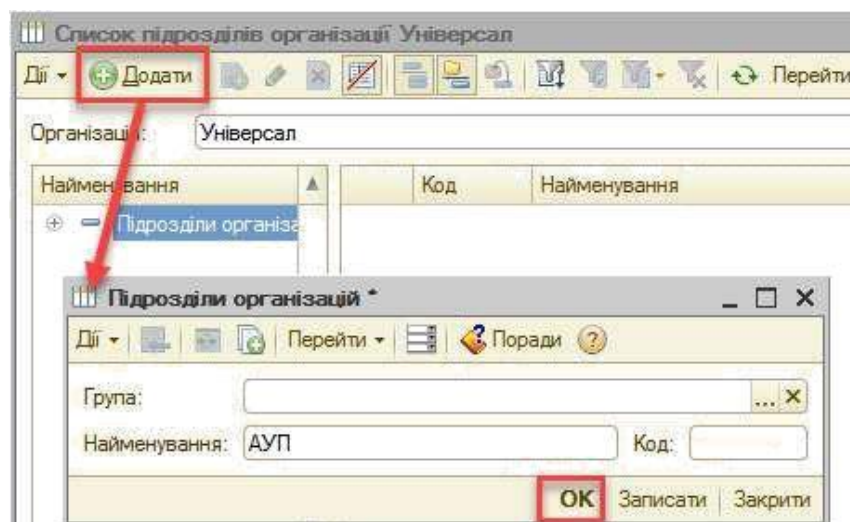 Список підрозділів організації Універсал
Дії Додати Перейти
Організація: Універсал
Найменування Код Найменування
Підрозділи організа
Підрозділи організацій *
Дії Перейти Поради
Група: ...
Найменування: АУП Код:
OK Записати Закрити